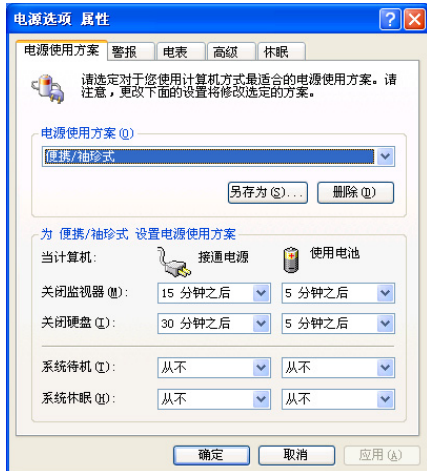 电源选项 属性
电源使用方案 警报 电表 高级 休眠
请选定对于您使用计算机方式最适合的电源使用方案。请
注意，更改下面的设置将修改选定的方案。
电源使用方案(O)
便携/袖珍式
另存为(S)... 删除(D)
为 便携/袖珍式 设置电源使用方案
当计算机: 接通电源 使用电池
关闭监视器(M): 15 分钟之后 5 分钟之后
关闭硬盘(I): 30 分钟之后 5 分钟之后
系统待机(T): 从不 从不
系统休眠(H): 从不 从不
确定 取消 应用(A)